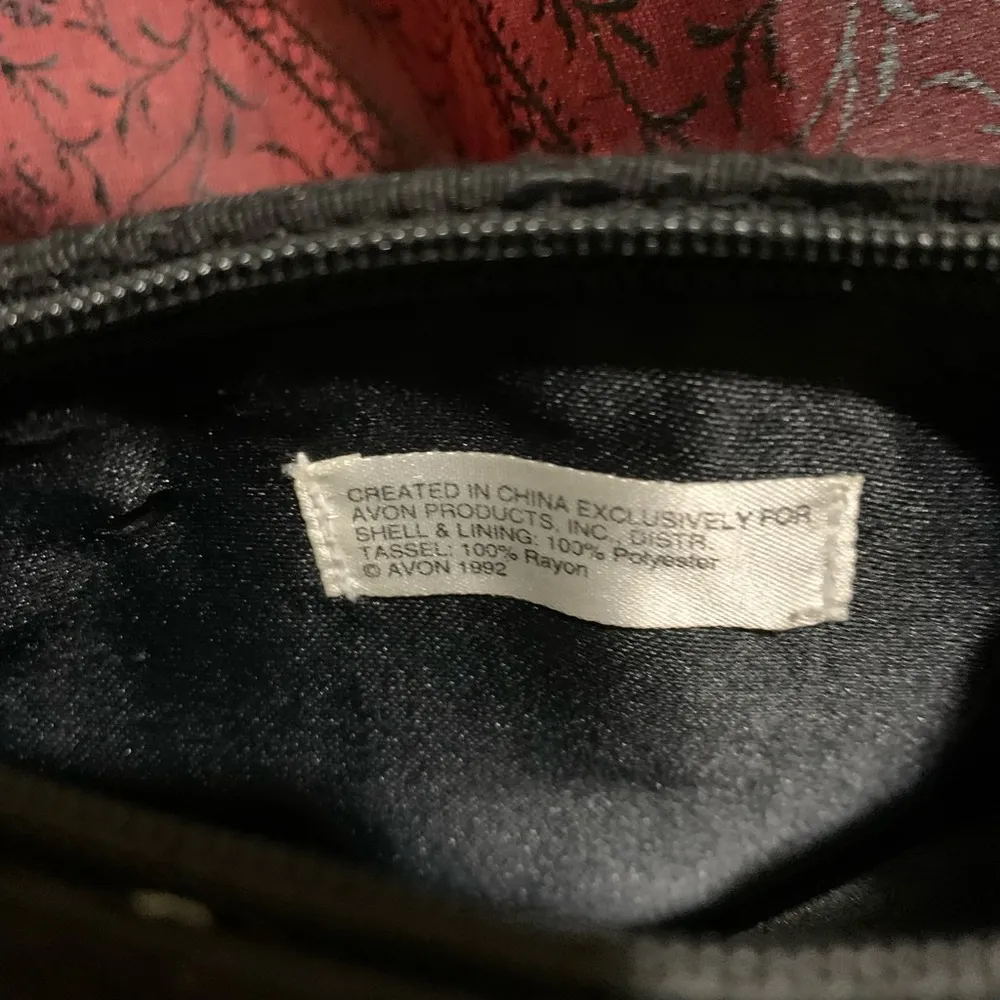 CREATED IN CHINA EXCLUSIVELY FOR
AVON PRODUCTS, INC., DISTR.
SHELL & LINING: 100% Polyester
TASSEL: 100% Rayon
© AVON 1992